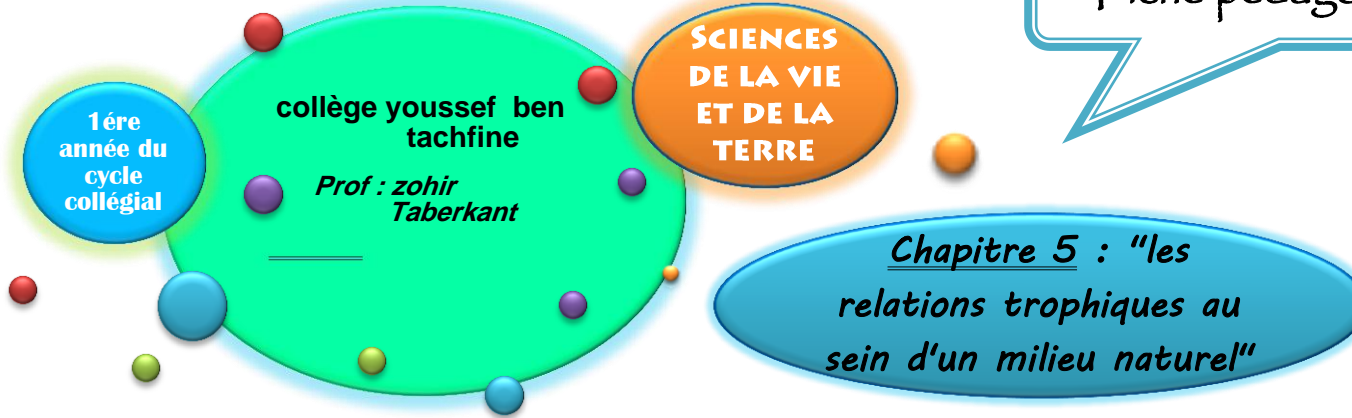 Fiche
SCIENCES
DE LA VIE
ET DE LA
TERRE
1ére
année du
cycle
collégial
collège youssef ben
tachfine
Prof : zohir
Taberkant
Chapitre 5 : "les
relations trophiques au
sein d'un milieu naturel"